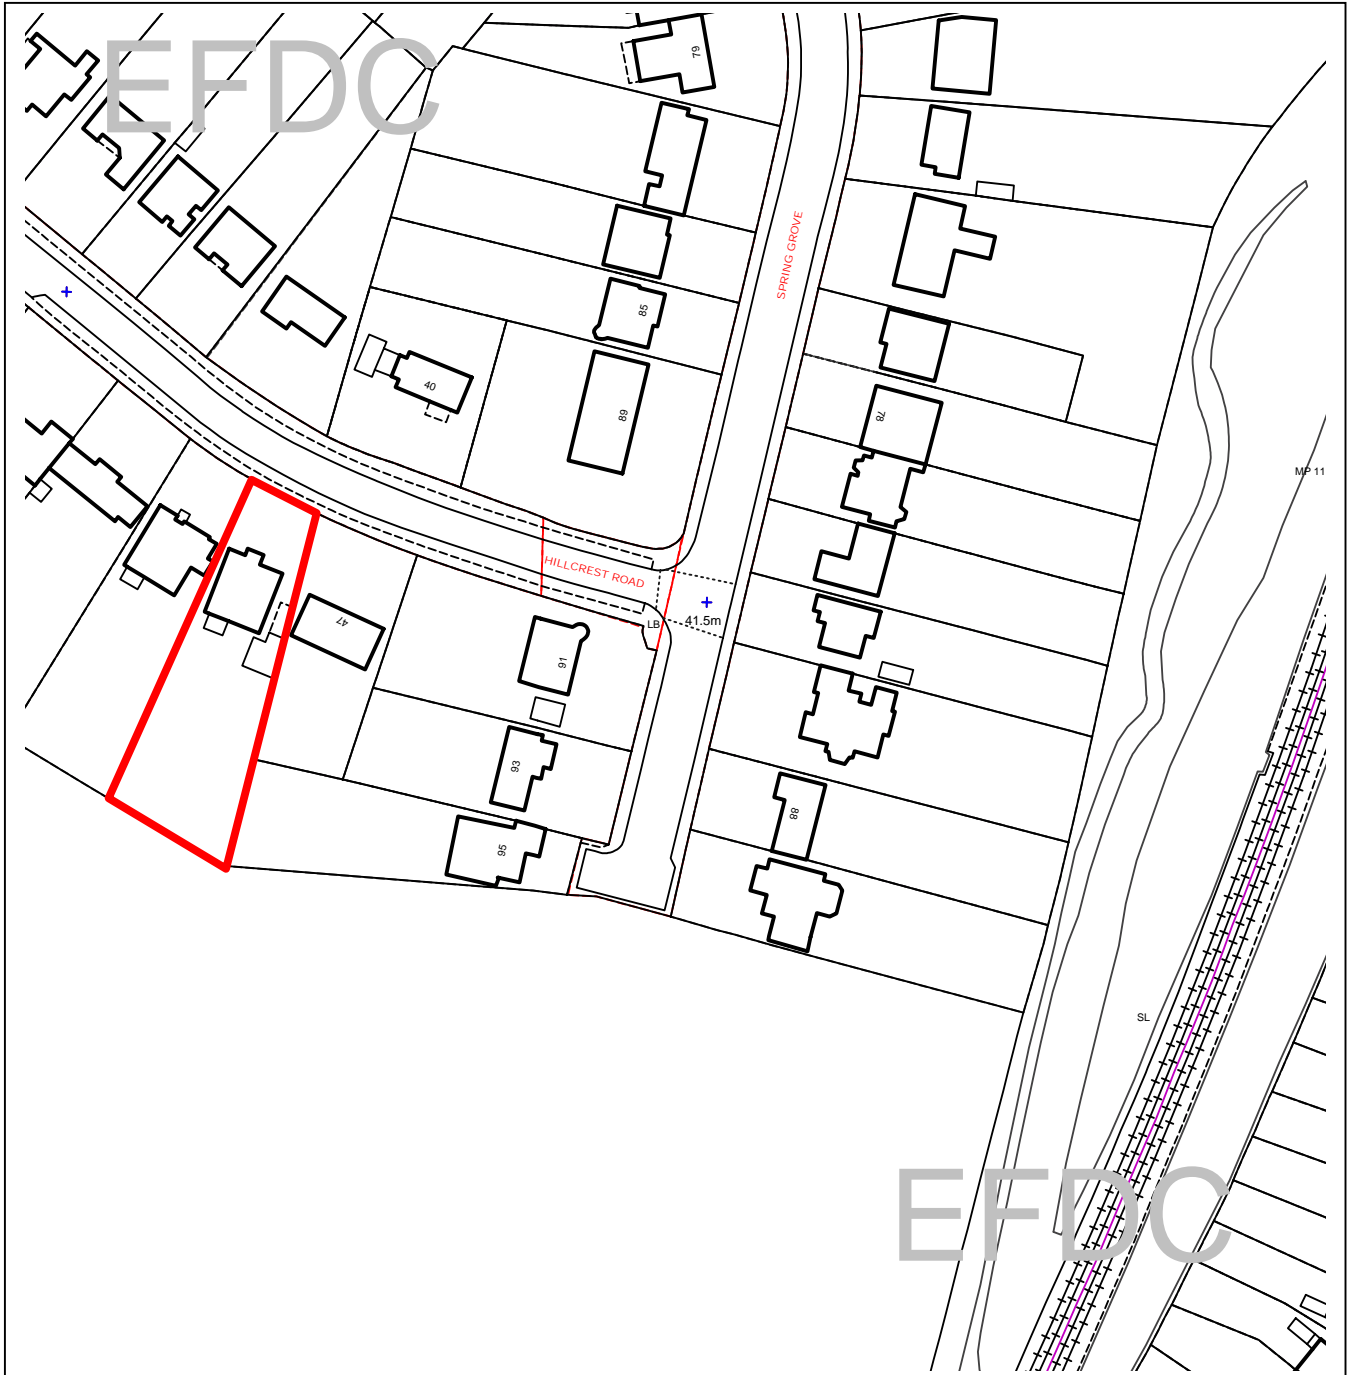 EFDC
79
SPRING GROVE
85
40
89
78
MP 11
HILLCREST ROAD
LB
41.5m
47
91
93
88
95
SL
EFDC